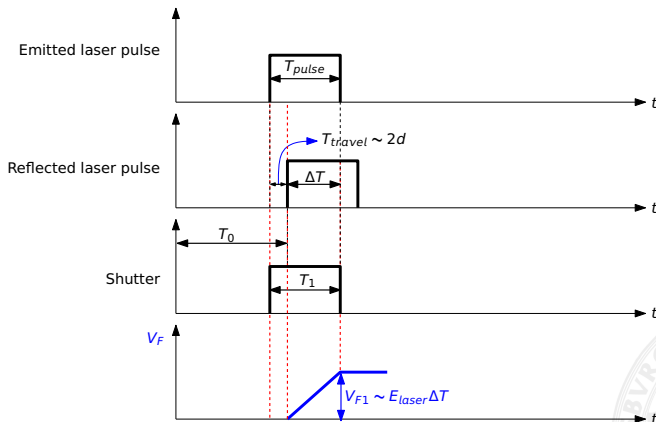 Emitted laser pulse
T_pulse
t
T_travel ~ 2d
Reflected laser pulse
ΔT
t
T_0
Shutter
T_1
t
V_F
V_F1 ~ E_laser ΔT
t